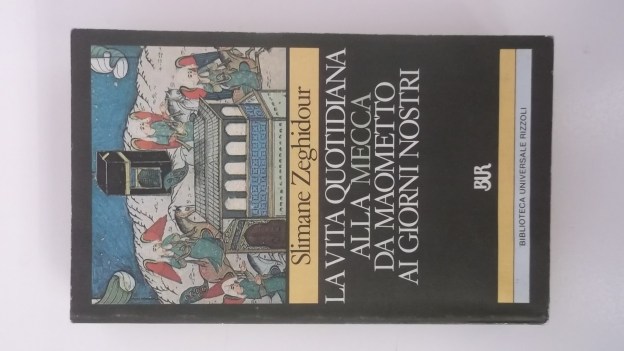 Slimane Zeghidour
LA VITA QUOTIDIANA
ALLA MECCA
DA MAOMETTO
AI GIORNI NOSTRI
BUR
BIBLIOTECA UNIVERSALE RIZZOLI